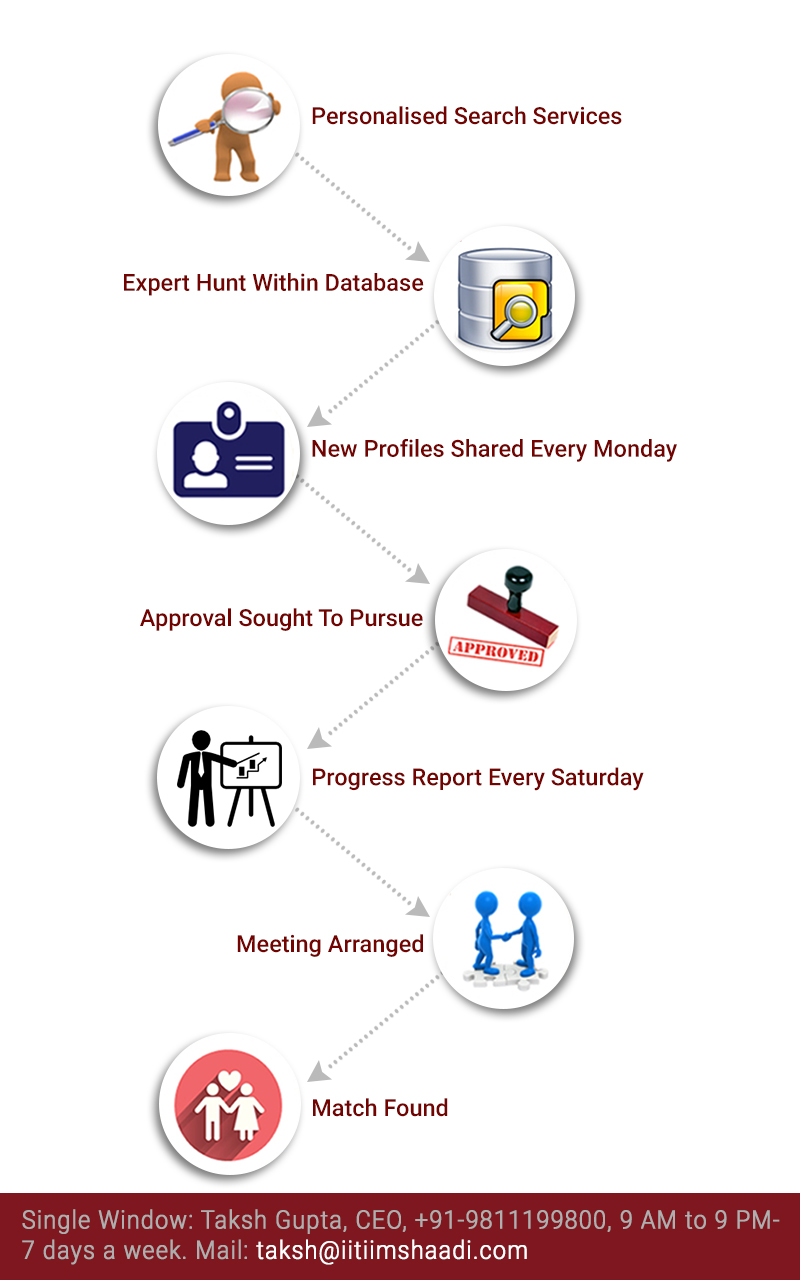 Personalised Search Services
Expert Hunt Within Database
New Profiles Shared Every Monday
Approval Sought To Pursue
APPROVED
Progress Report Every Saturday
Meeting Arranged
Match Found
Single Window: Taksh Gupta, CEO, +91-9811199800, 9 AM to 9 PM-
7 days a week. Mail: taksh@iitiimshaadi.com